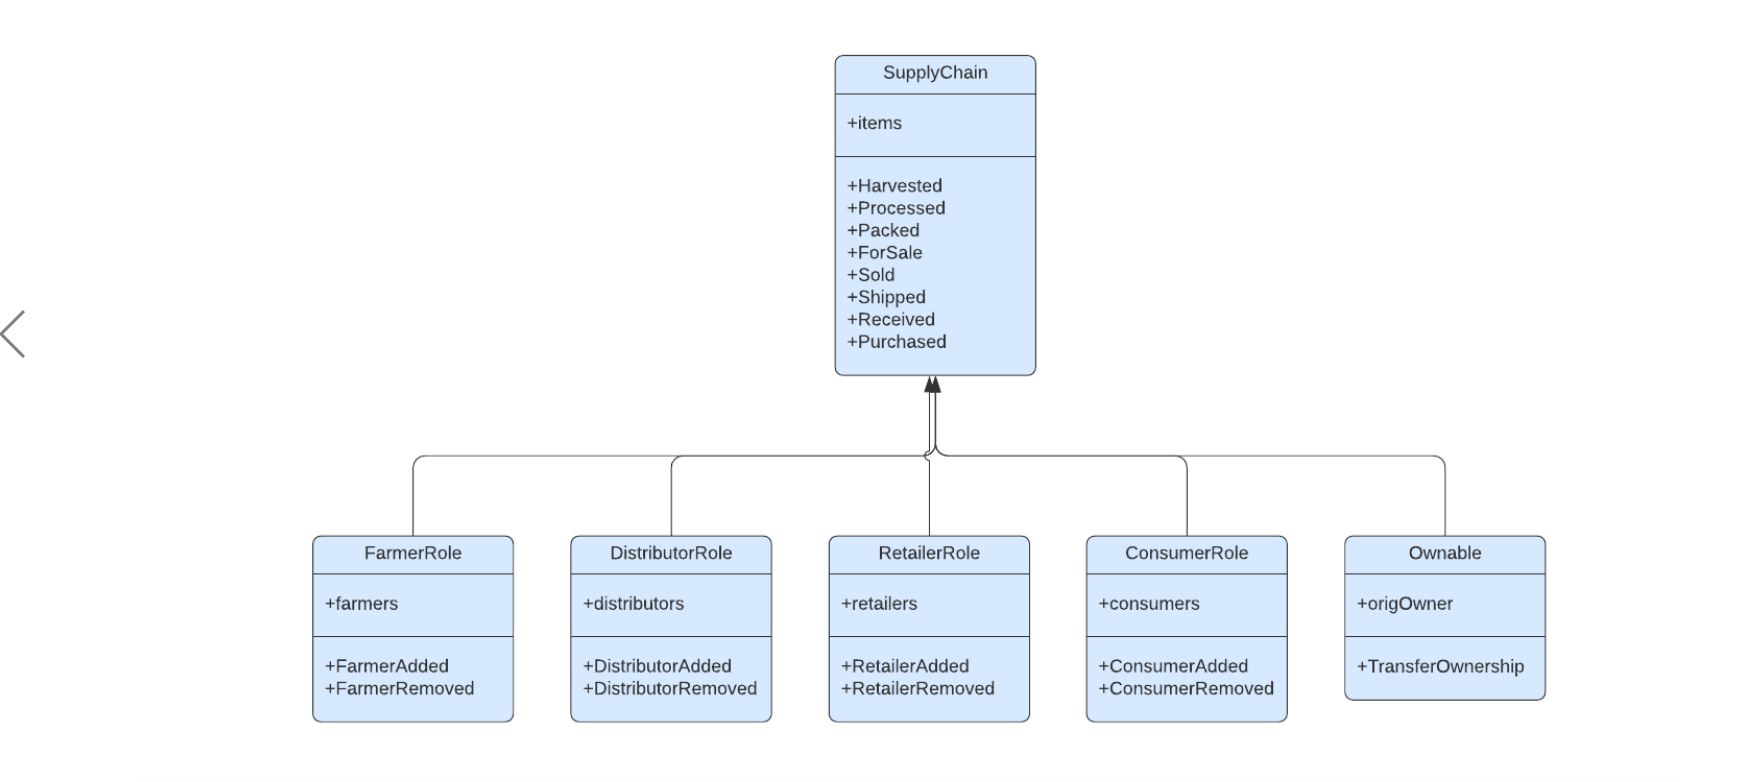 SupplyChain
+items
+Harvested
+Processed
+Packed
+ForSale
+Sold
+Shipped
+Received
+Purchased
FarmerRole
+farmers
+FarmerAdded
+FarmerRemoved
DistributorRole
+distributors
+DistributorAdded
+DistributorRemoved
RetailerRole
+retailers
+RetailerAdded
+RetailerRemoved
ConsumerRole
+consumers
+ConsumerAdded
+ConsumerRemoved
Ownable
+origOwner
+TransferOwnership